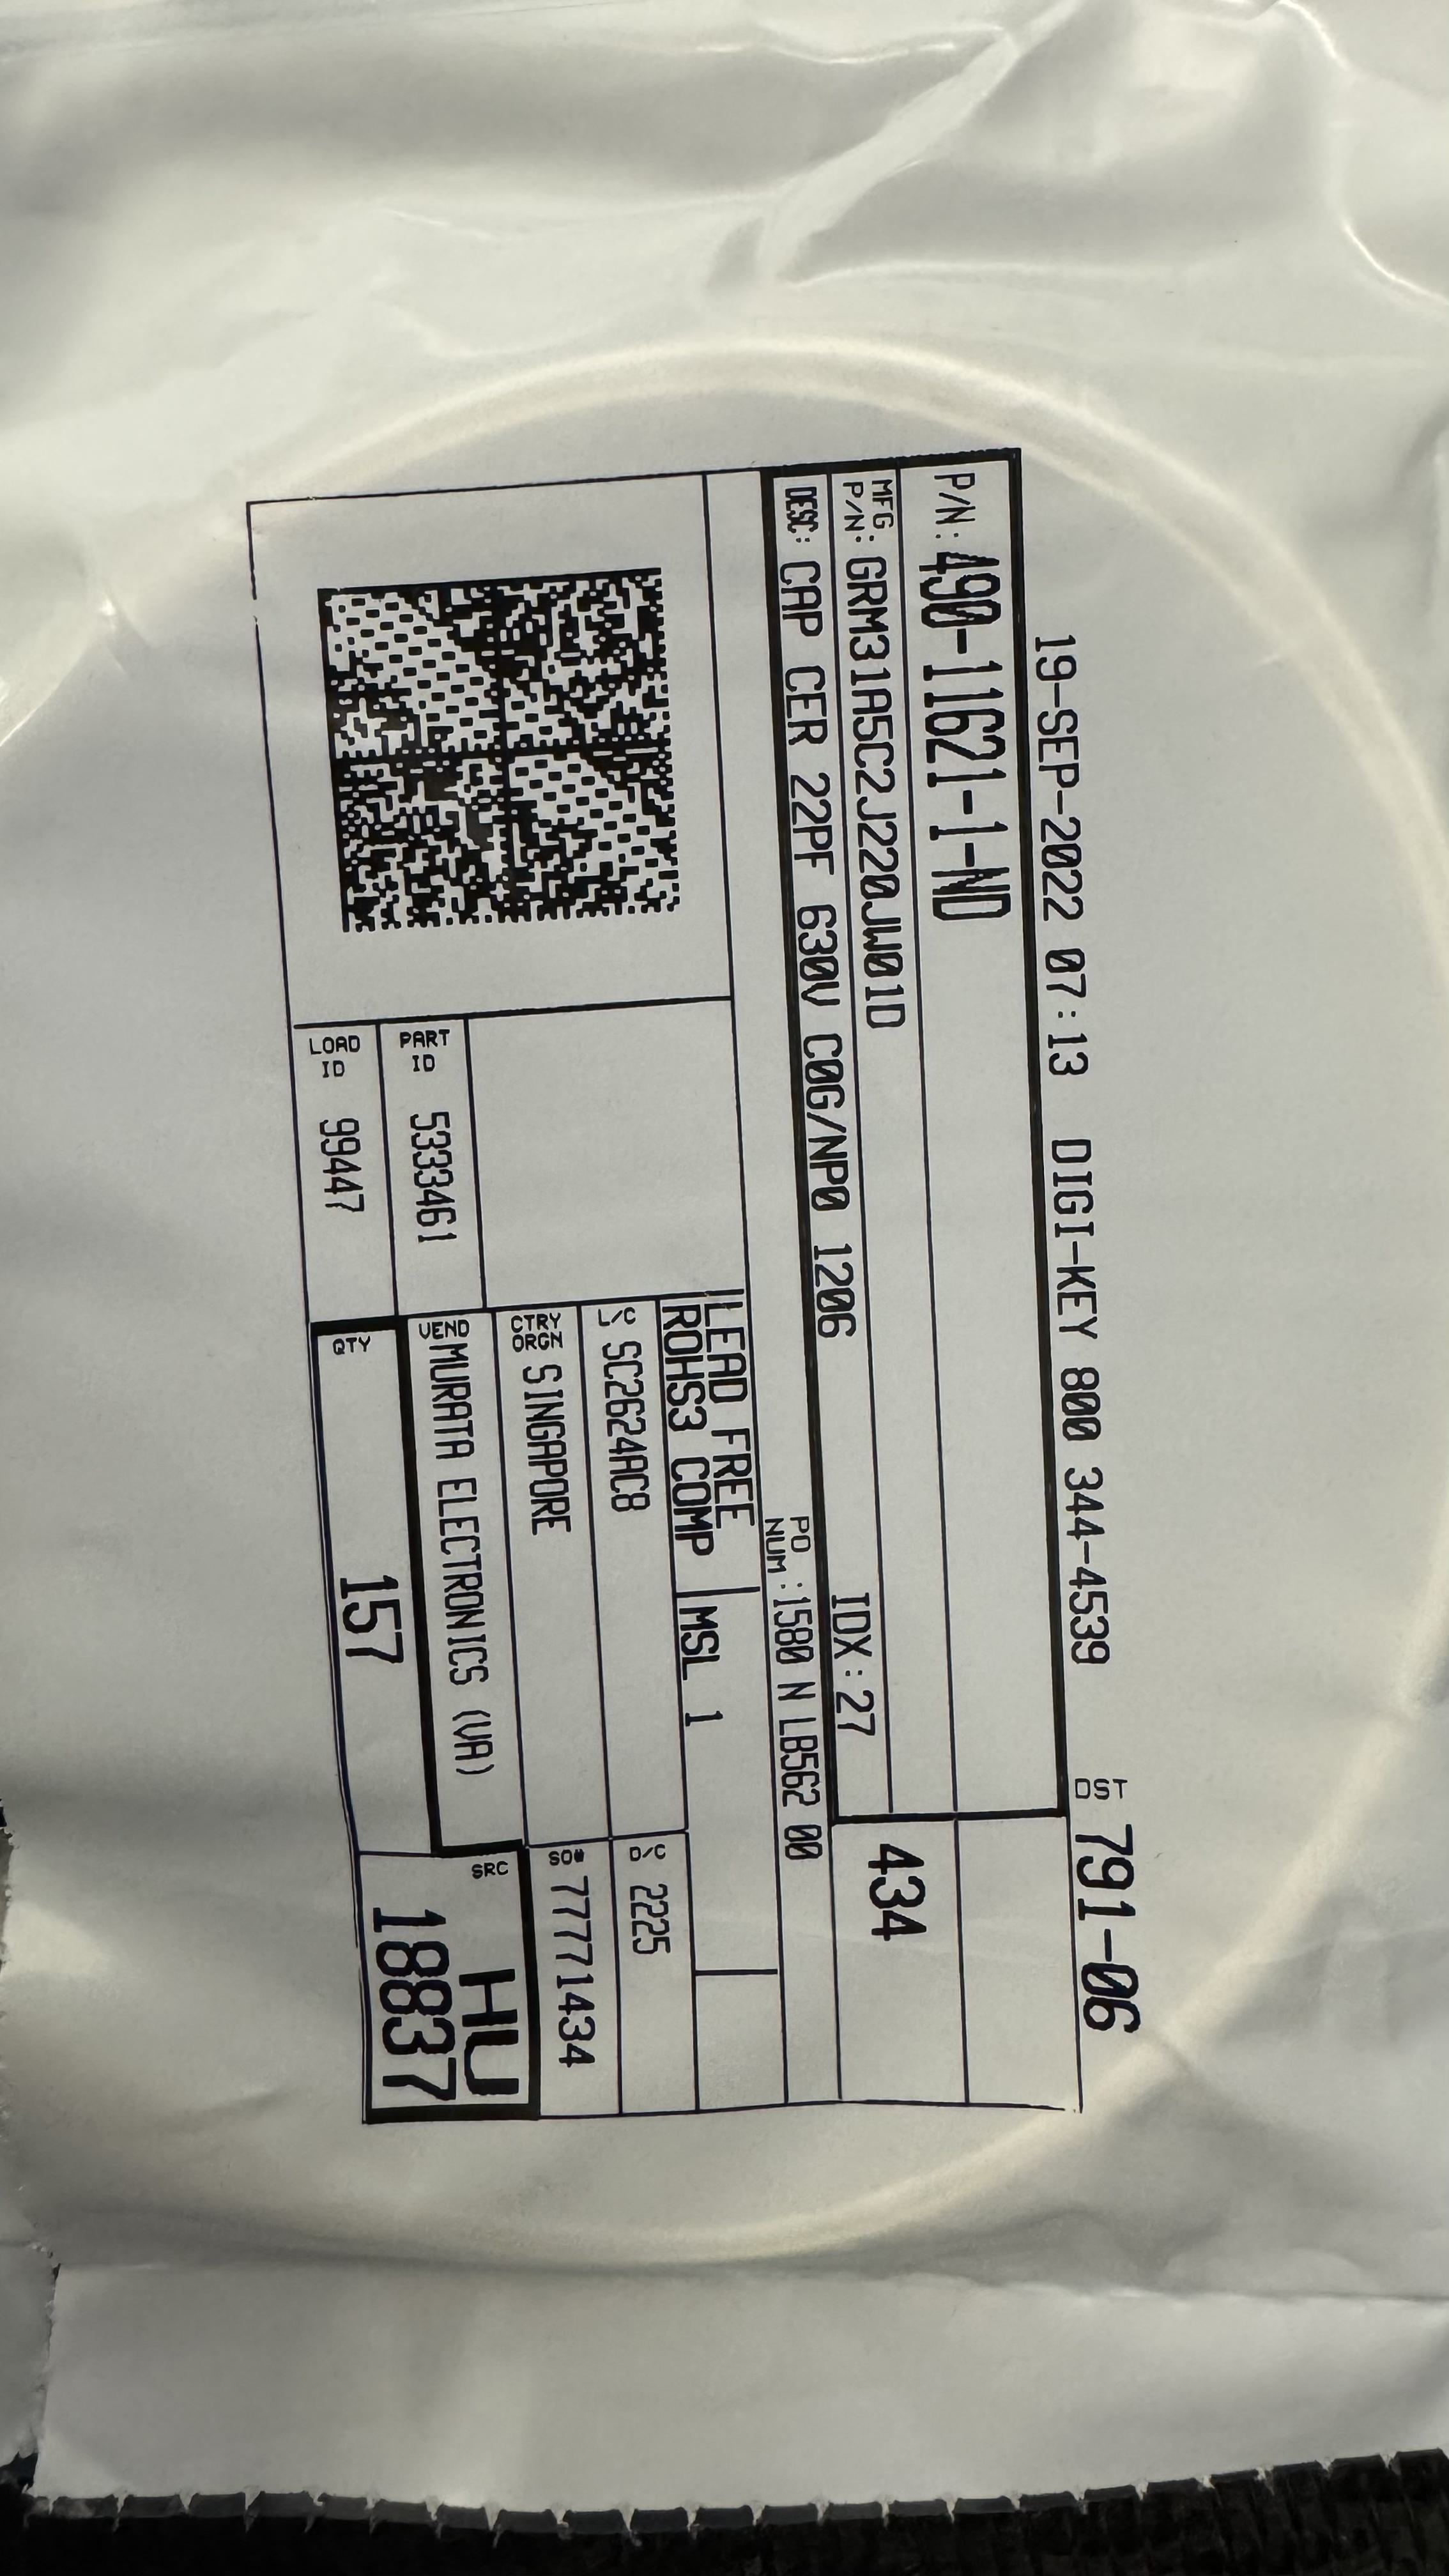 19-SEP-2022 07:13 DIGI-KEY 800 344-4539 DST 791-06
P/N: 490-11621-1-ND
MFG P/N: GRM31A5C2J220JW01D 434
DESC: CAP CER 22PF 630V C0G/NP0 1206 IDX:27
PO NUM:1580 N LB562 00
LEAD FREE
ROHS3 COMP MSL 1
L/C SC2624AC8 D/C 2225
CTRY ORGN SINGAPORE SO# 77771434
PART ID 533461 VEND MURATA ELECTRONICS (VA) SRC HU
LOAD ID 99447 QTY 157 18837